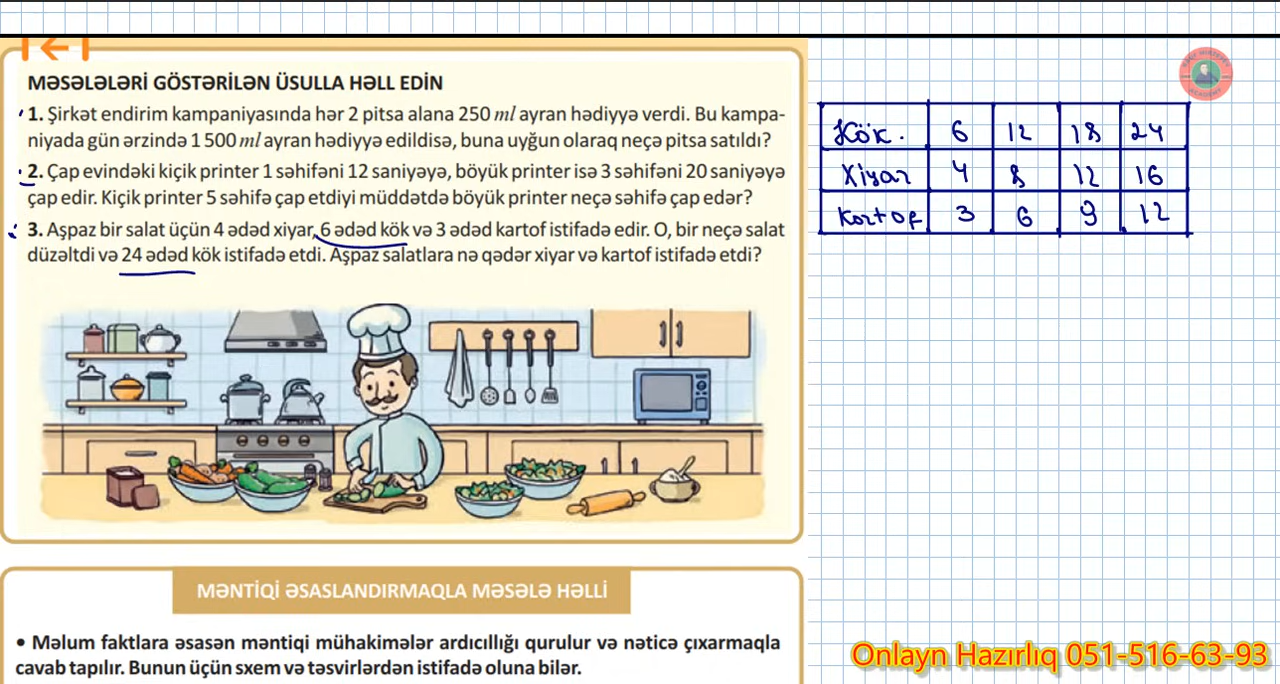 MƏSƏLƏLƏRİ GÖSTƏRİLƏN ÜSULLA HƏLL EDİN
1. Şirkət endirim kampaniyasında hər 2 pitsa alana 250 ml ayran hədiyyə verdi. Bu kampa-
niyada gün ərzində 1 500 ml ayran hədiyyə edildisə, buna uyğun olaraq neçə pitsa satıldı?
2. Çap evindəki kiçik printer 1 səhifəni 12 saniyəyə, böyük printer isə 3 səhifəni 20 saniyəyə
çap edir. Kiçik printer 5 səhifə çap etdiyi müddətdə böyük printer neçə səhifə çap edər?
3. Aşpaz bir salat üçün 4 ədəd xiyar, 6 ədəd kök və 3 ədəd kartof istifadə edir. O, bir neçə salat
düzəltdi və 24 ədəd kök istifadə etdi. Aşpaz salatlara nə qədər xiyar və kartof istifadə etdi?
Kök. 6 12 18 24
Xiyar 4 8 12 16
Kartof 3 6 9 12
MƏNTİQİ ƏSASLANDIRMAQLA MƏSƏLƏ HƏLLİ
• Məlum faktlara əsasən məntiqi mühakimələr ardıcıllığı qurulur və nəticə çıxarmaqla
cavab tapılır. Bunun üçün sxem və təsvirlərdən istifadə oluna bilər.
Onlayn Hazırlıq 051-516-63-93